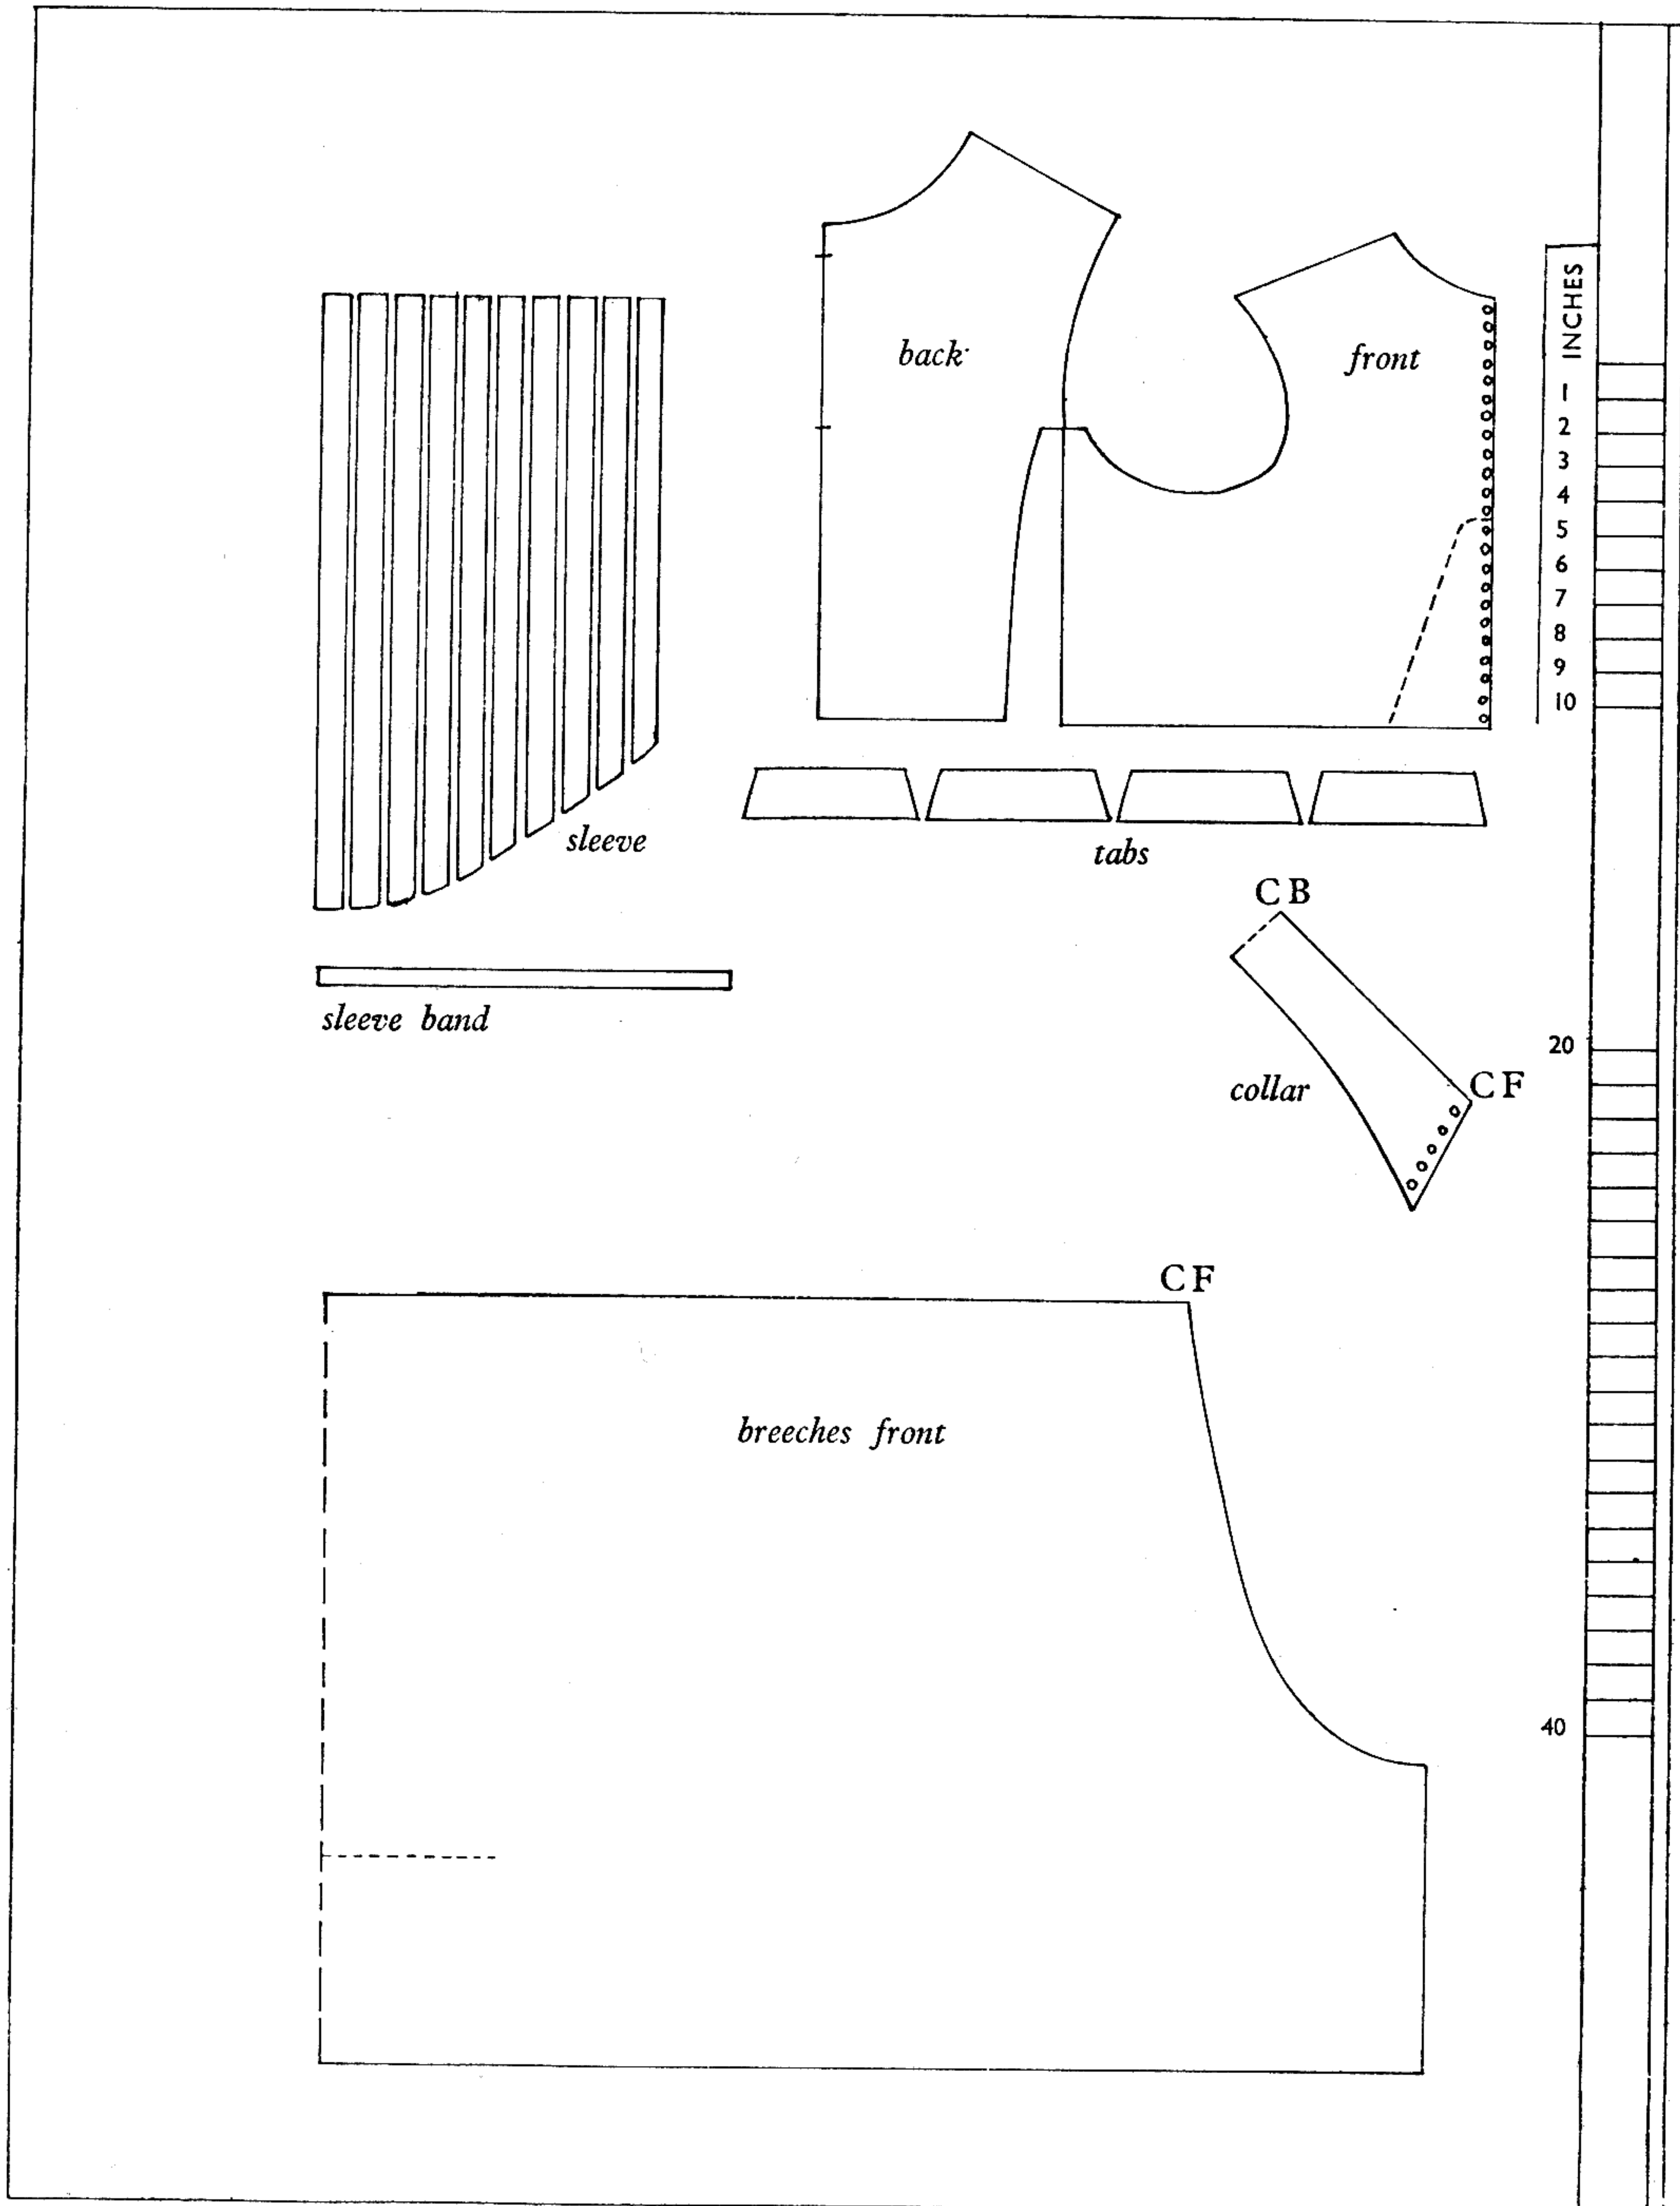 back
front
INCHES
1
2
3
4
5
6
7
8
9
10
sleeve
tabs
CB
sleeve band
20
collar
CF
CF
breeches front
40